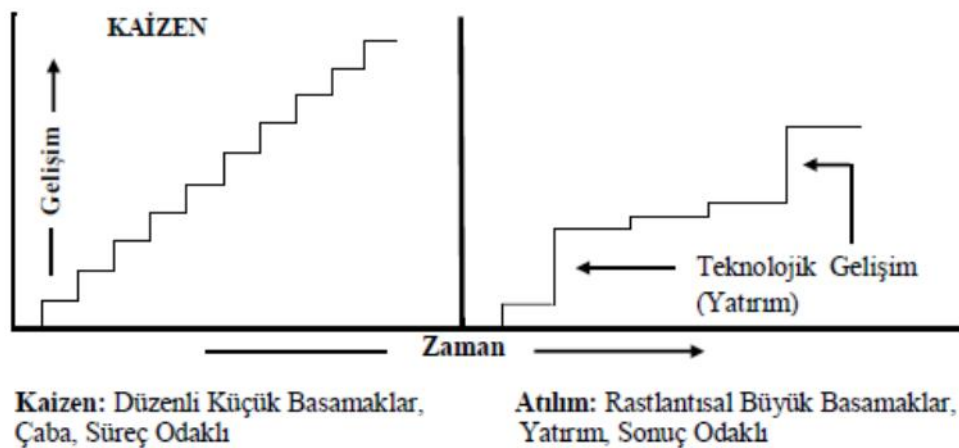 KAİZEN
Gelişim
Teknolojik Gelişim
(Yatırım)
Zaman
Kaizen: Düzenli Küçük Basamaklar,
Çaba, Süreç Odaklı
Atılım: Rastlantısal Büyük Basamaklar,
Yatırım, Sonuç Odaklı